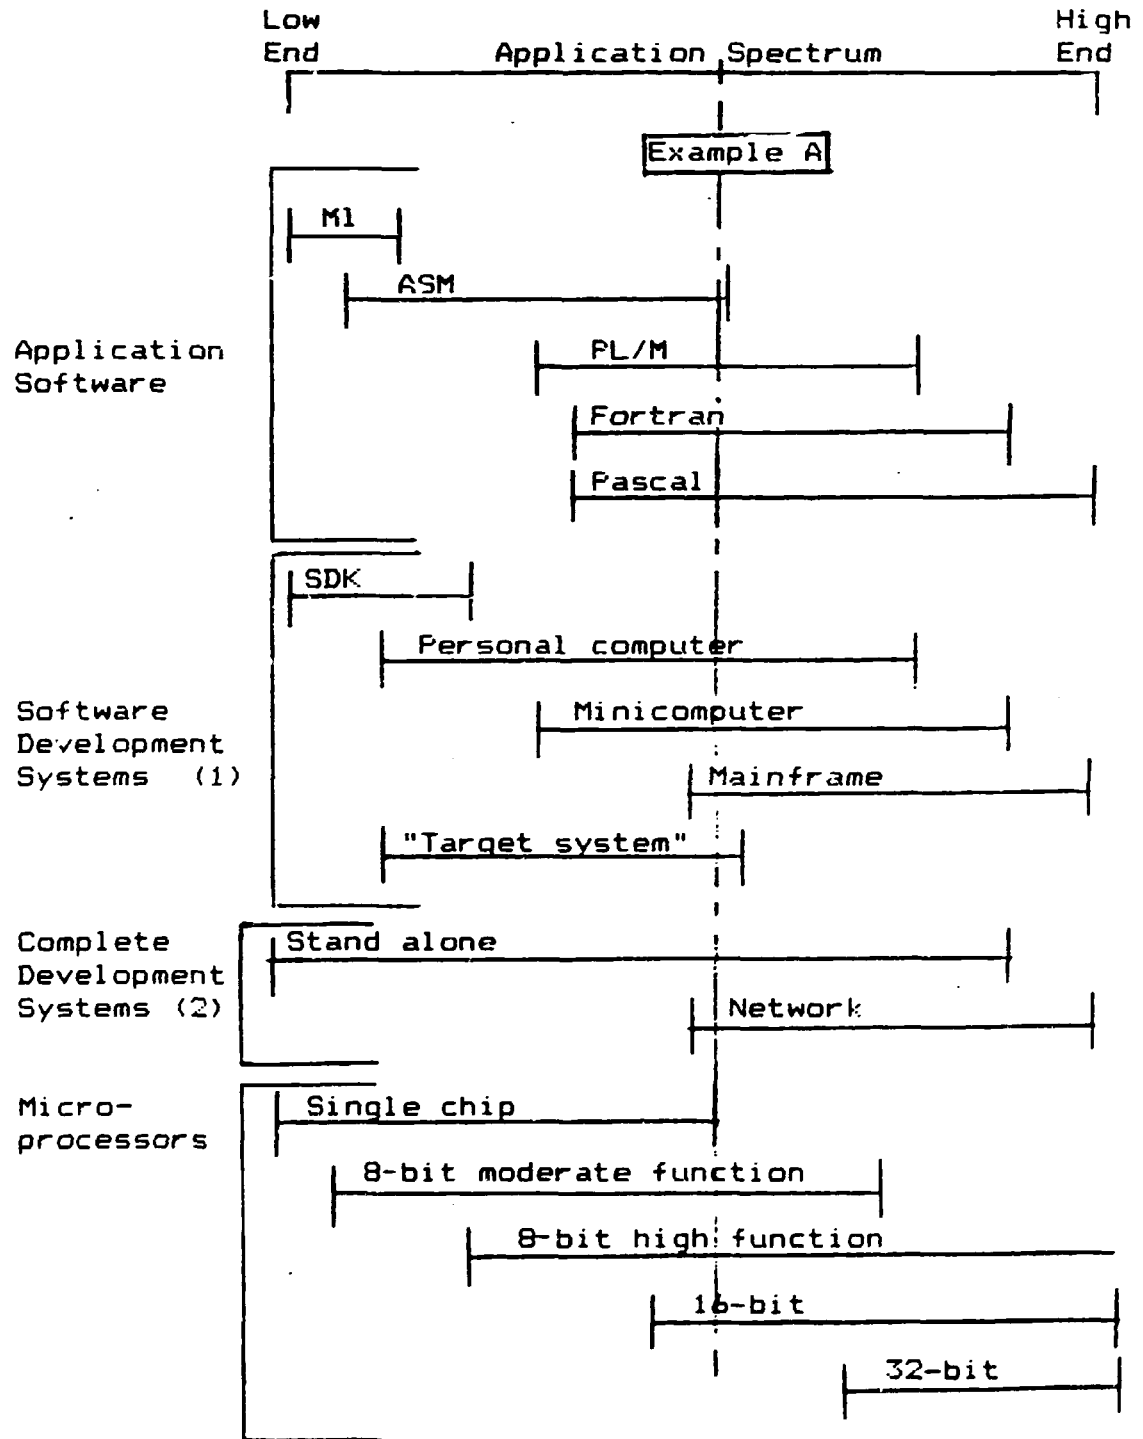 Low
High
End
Application Spectrum
End
Example A
Ml
ASM
Application
Software
PL/M
Fortran
Pascal
SDK
Personal computer
Software
Development
Systems (1)
Minicomputer
Mainframe
"Target system"
Complete
Development
Systems (2)
Stand alone
Network
Micro-
processors
Single chip
8-bit moderate function
8-bit high function
16-bit
32-bit